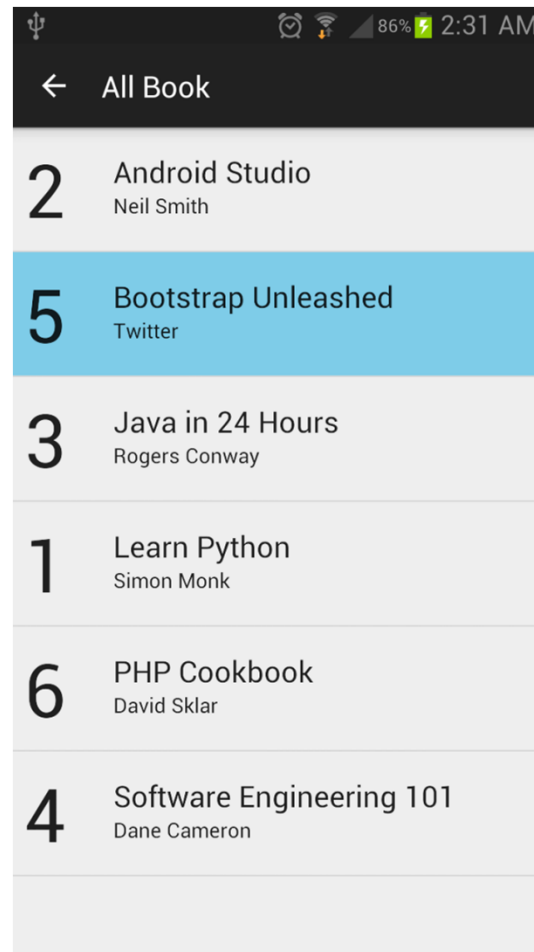 86% 2:31 AM
All Book
2
Android Studio
Neil Smith
5
Bootstrap Unleashed
Twitter
3
Java in 24 Hours
Rogers Conway
1
Learn Python
Simon Monk
6
PHP Cookbook
David Sklar
4
Software Engineering 101
Dane Cameron